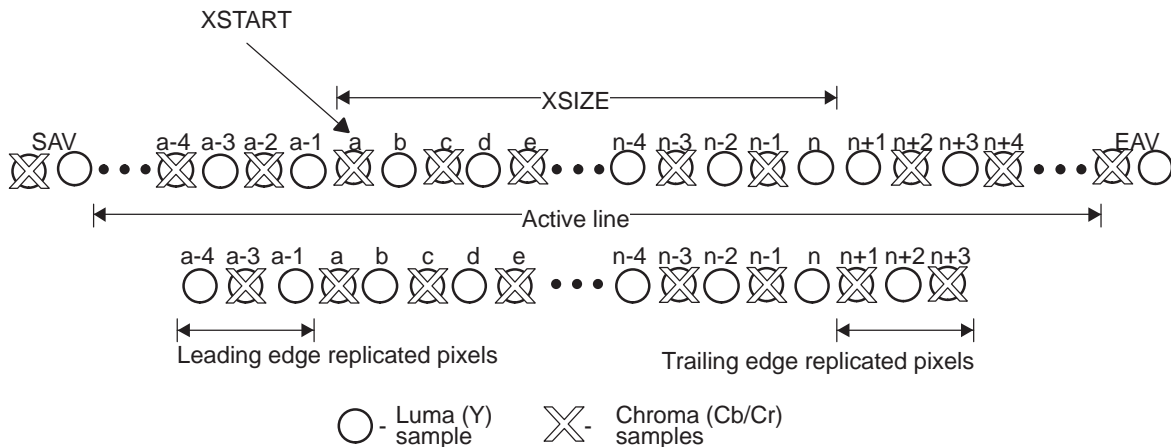 XSTART
XSIZE
SAV a-4 a-3 a-2 a-1 a b c d e n-4 n-3 n-2 n-1 n n+1 n+2 n+3 n+4 EAV
Active line
a-4 a-3 a-1 a b c d e n-4 n-3 n-2 n-1 n n+1 n+2 n+3
Leading edge replicated pixels Trailing edge replicated pixels
- Luma (Y) - Chroma (Cb/Cr)
sample samples